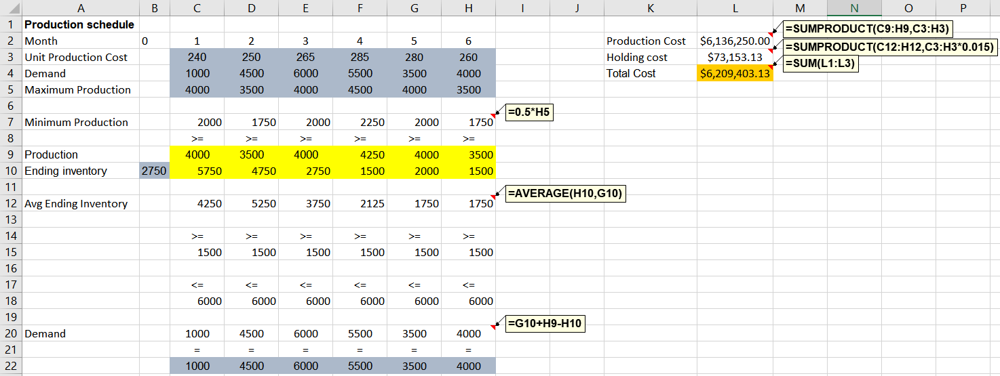 A B C D E F G H I J K L M N O P
1 Production schedule
=SUMPRODUCT(C9:H9,C3:H3)
2 Month 0 1 2 3 4 5 6 Production Cost $6,136,250.00
=SUMPRODUCT(C12:H12,C3:H3*0.015)
3 Unit Production Cost 240 250 265 285 280 260 Holding cost $73,153.13
=SUM(L1:L3)
4 Demand 1000 4500 6000 5500 3500 4000 Total Cost $6,209,403.13
5 Maximum Production 4000 3500 4000 4500 4000 3500
6 =0.5*H5
7 Minimum Production 2000 1750 2000 2250 2000 1750
8 >= >= >= >= >= >=
9 Production 4000 3500 4000 4250 4000 3500
10 Ending inventory 2750 5750 4750 2750 1500 2000 1500
11 =AVERAGE(H10,G10)
12 Avg Ending Inventory 4250 5250 3750 2125 1750 1750
13
14 >= >= >= >= >= >=
15 1500 1500 1500 1500 1500 1500
16
17 <= <= <= <= <= <=
18 6000 6000 6000 6000 6000 6000
19 =G10+H9-H10
20 Demand 1000 4500 6000 5500 3500 4000
21 = = = = = =
22 1000 4500 6000 5500 3500 4000